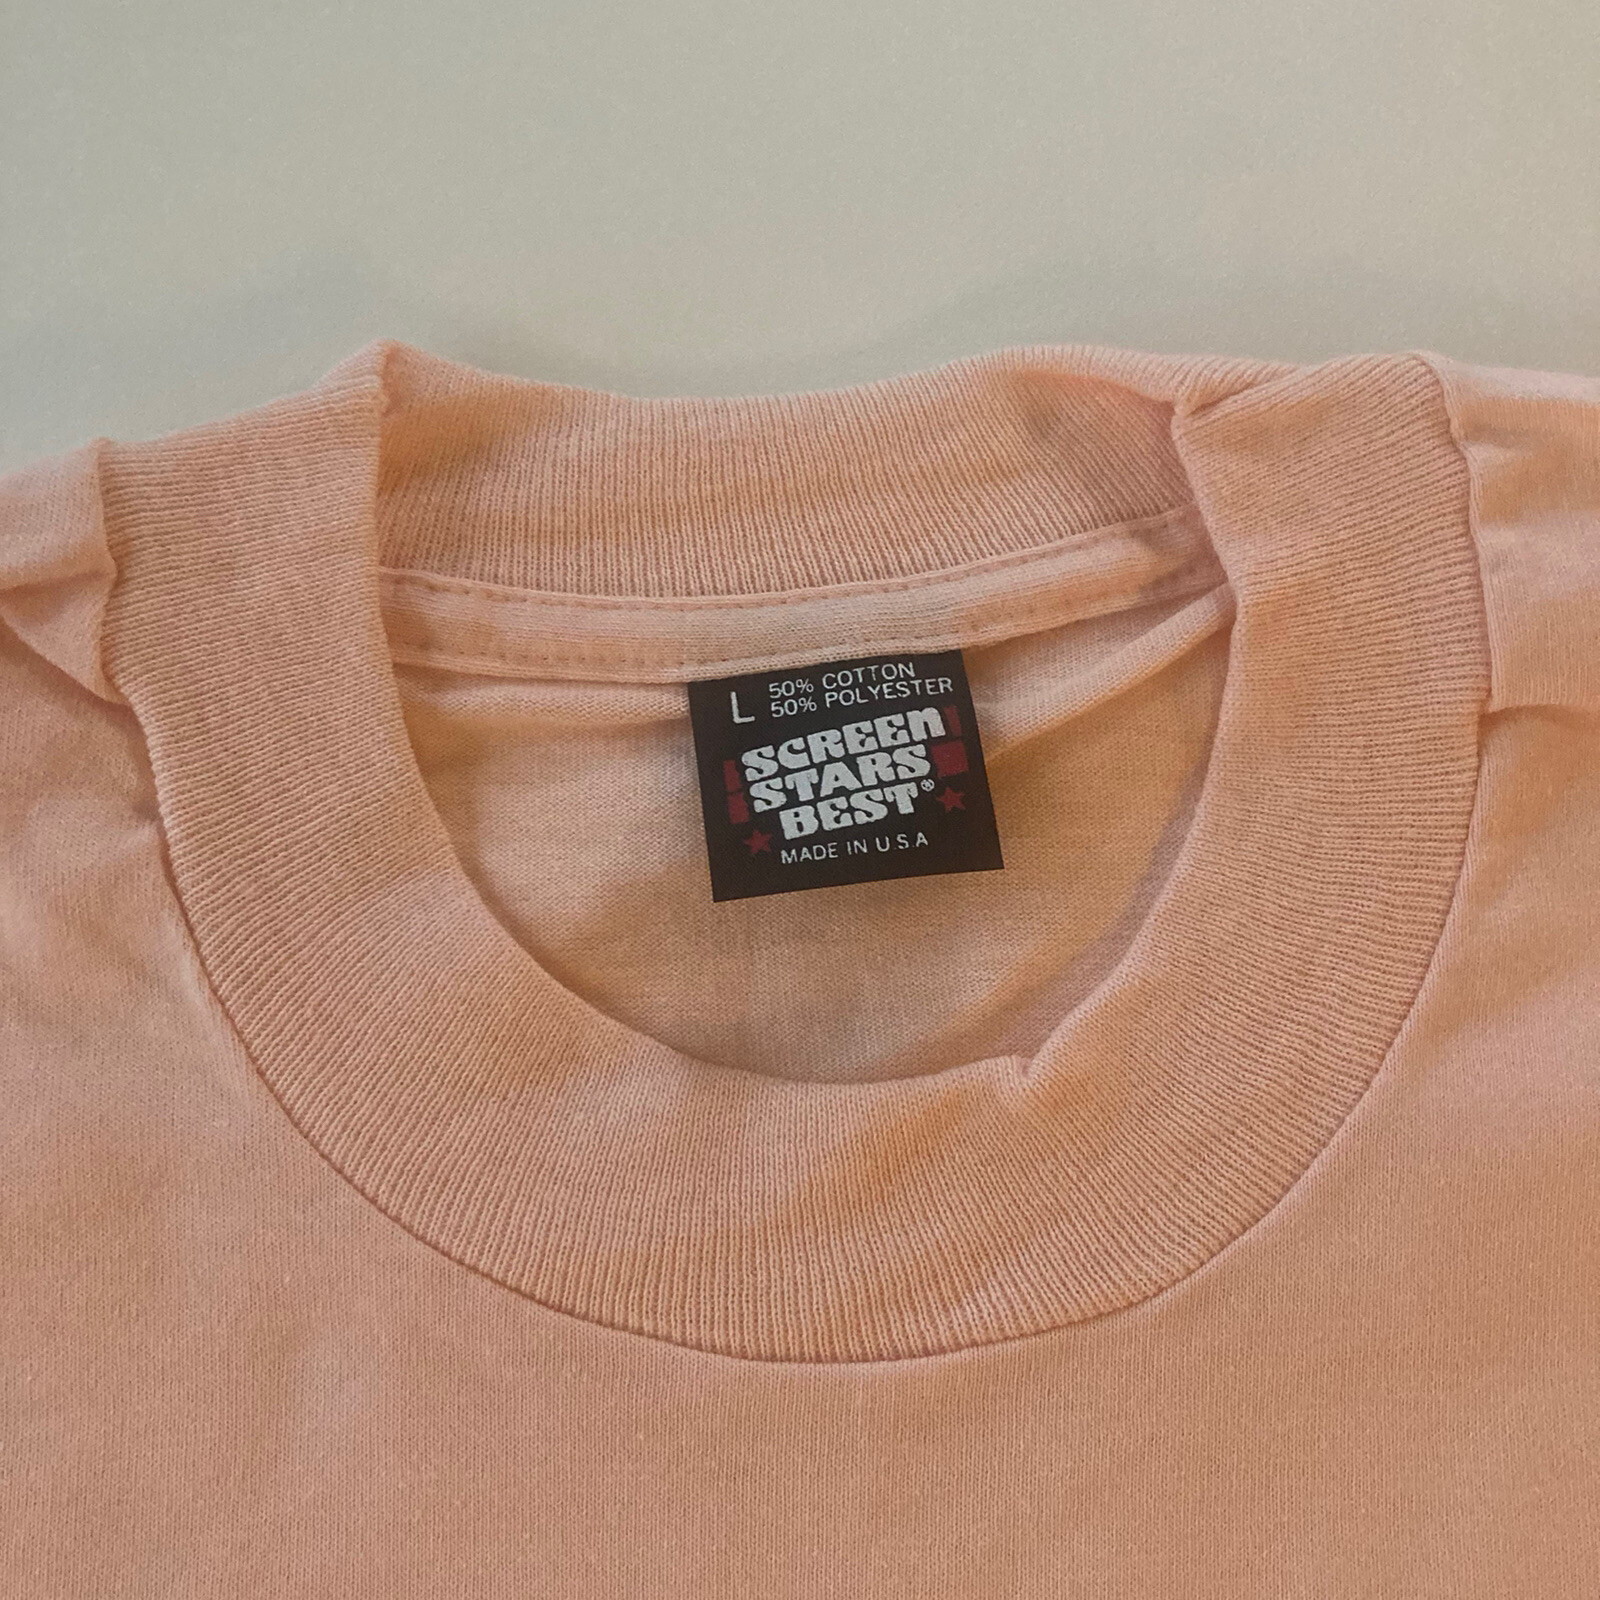 L 50% COTTON
50% POLYESTER
SCREEN
STARS
BEST®
MADE IN U.S.A